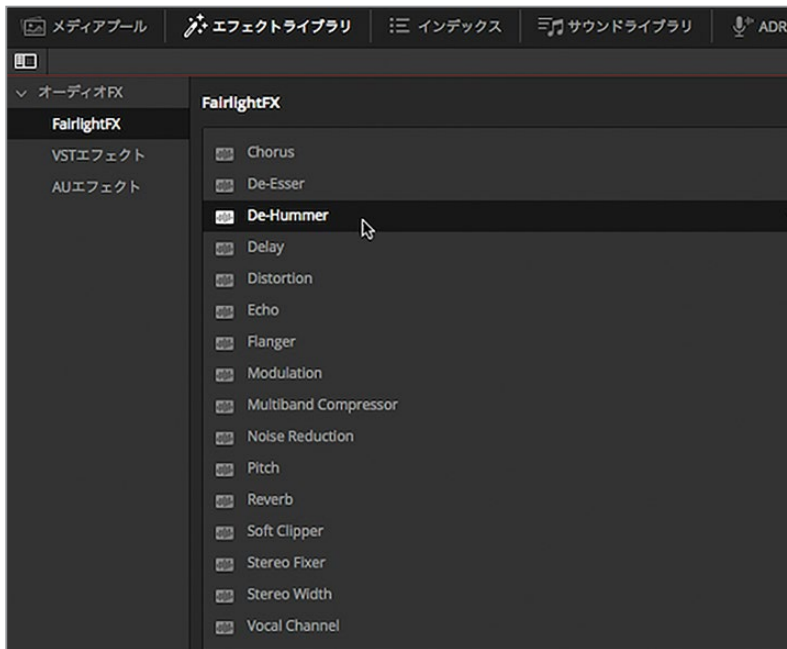 メディアプール エフェクトライブラリ インデックス サウンドライブラリ ADR
オーディオFX
FairlightFX
VSTエフェクト
AUエフェクト
FairlightFX
Chorus
De-Esser
De-Hummer
Delay
Distortion
Echo
Flanger
Modulation
Multiband Compressor
Noise Reduction
Pitch
Reverb
Soft Clipper
Stereo Fixer
Stereo Width
Vocal Channel